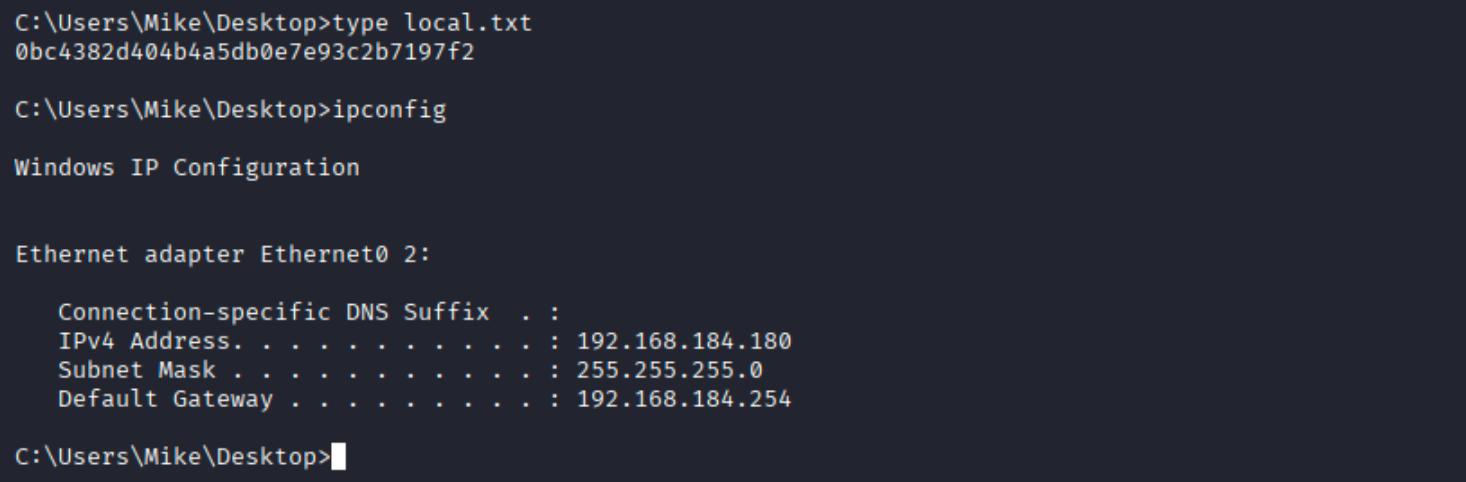 C:\Users\Mike\Desktop>type local.txt
0bc4382d404b4a5db0e7e93c2b7197f2
C:\Users\Mike\Desktop>ipconfig
Windows IP Configuration
Ethernet adapter Ethernet0 2:
   Connection-specific DNS Suffix  . :
   IPv4 Address. . . . . . . . . . . : 192.168.184.180
   Subnet Mask . . . . . . . . . . . : 255.255.255.0
   Default Gateway . . . . . . . . . : 192.168.184.254
C:\Users\Mike\Desktop>